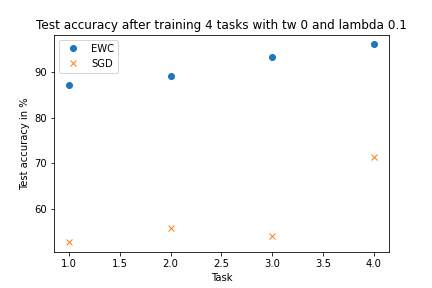 Test accuracy after training 4 tasks with tw 0 and lambda 0.1
EWC
SGD
90
80
70
60
Test accuracy in %
1.0 1.5 2.0 2.5 3.0 3.5 4.0
Task